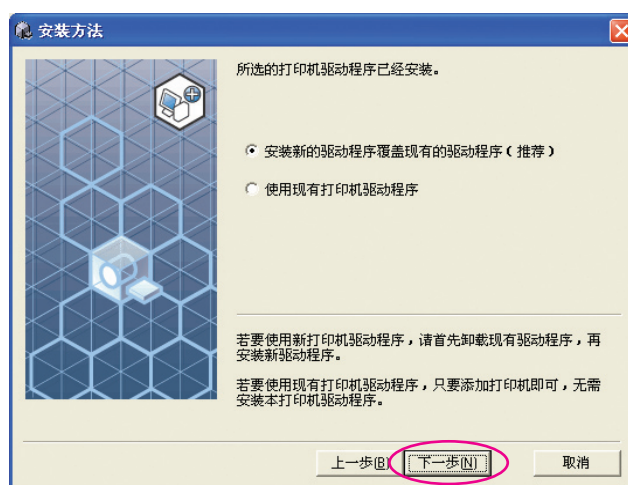 安装方法
所选的打印机驱动程序已经安装。
安装新的驱动程序覆盖现有的驱动程序(推荐)
使用现有打印机驱动程序
若要使用新打印机驱动程序，请首先卸载现有驱动程序，再
安装新驱动程序。
若要使用现有打印机驱动程序，只要添加打印机即可，无需
安装本打印机驱动程序。
上一步(B) 下一步(N) 取消